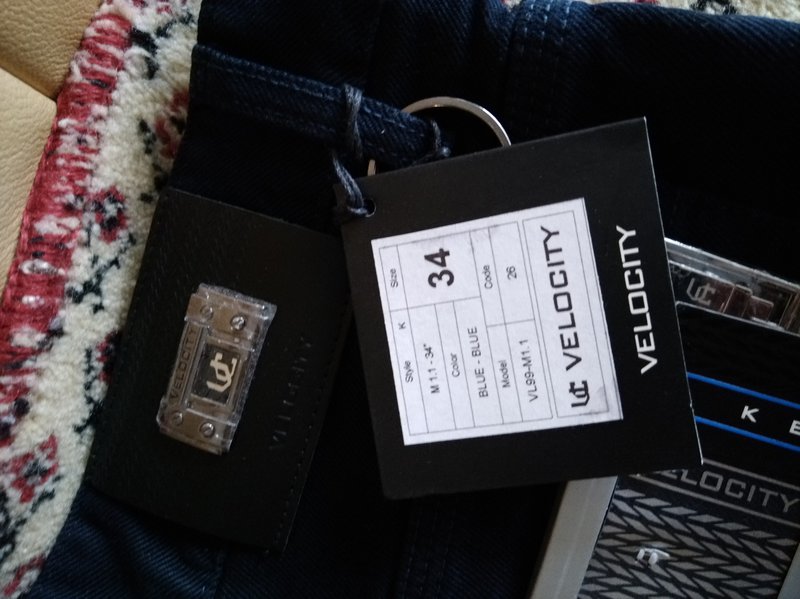 Style
K
Size
M 1.1 - 34"
34
Color
BLUE - BLUE
Model
Code
VL99-M1.1
26
VELOCITY
VELOCITY
VELOCITY
VELOCITY
K E
VELOCITY